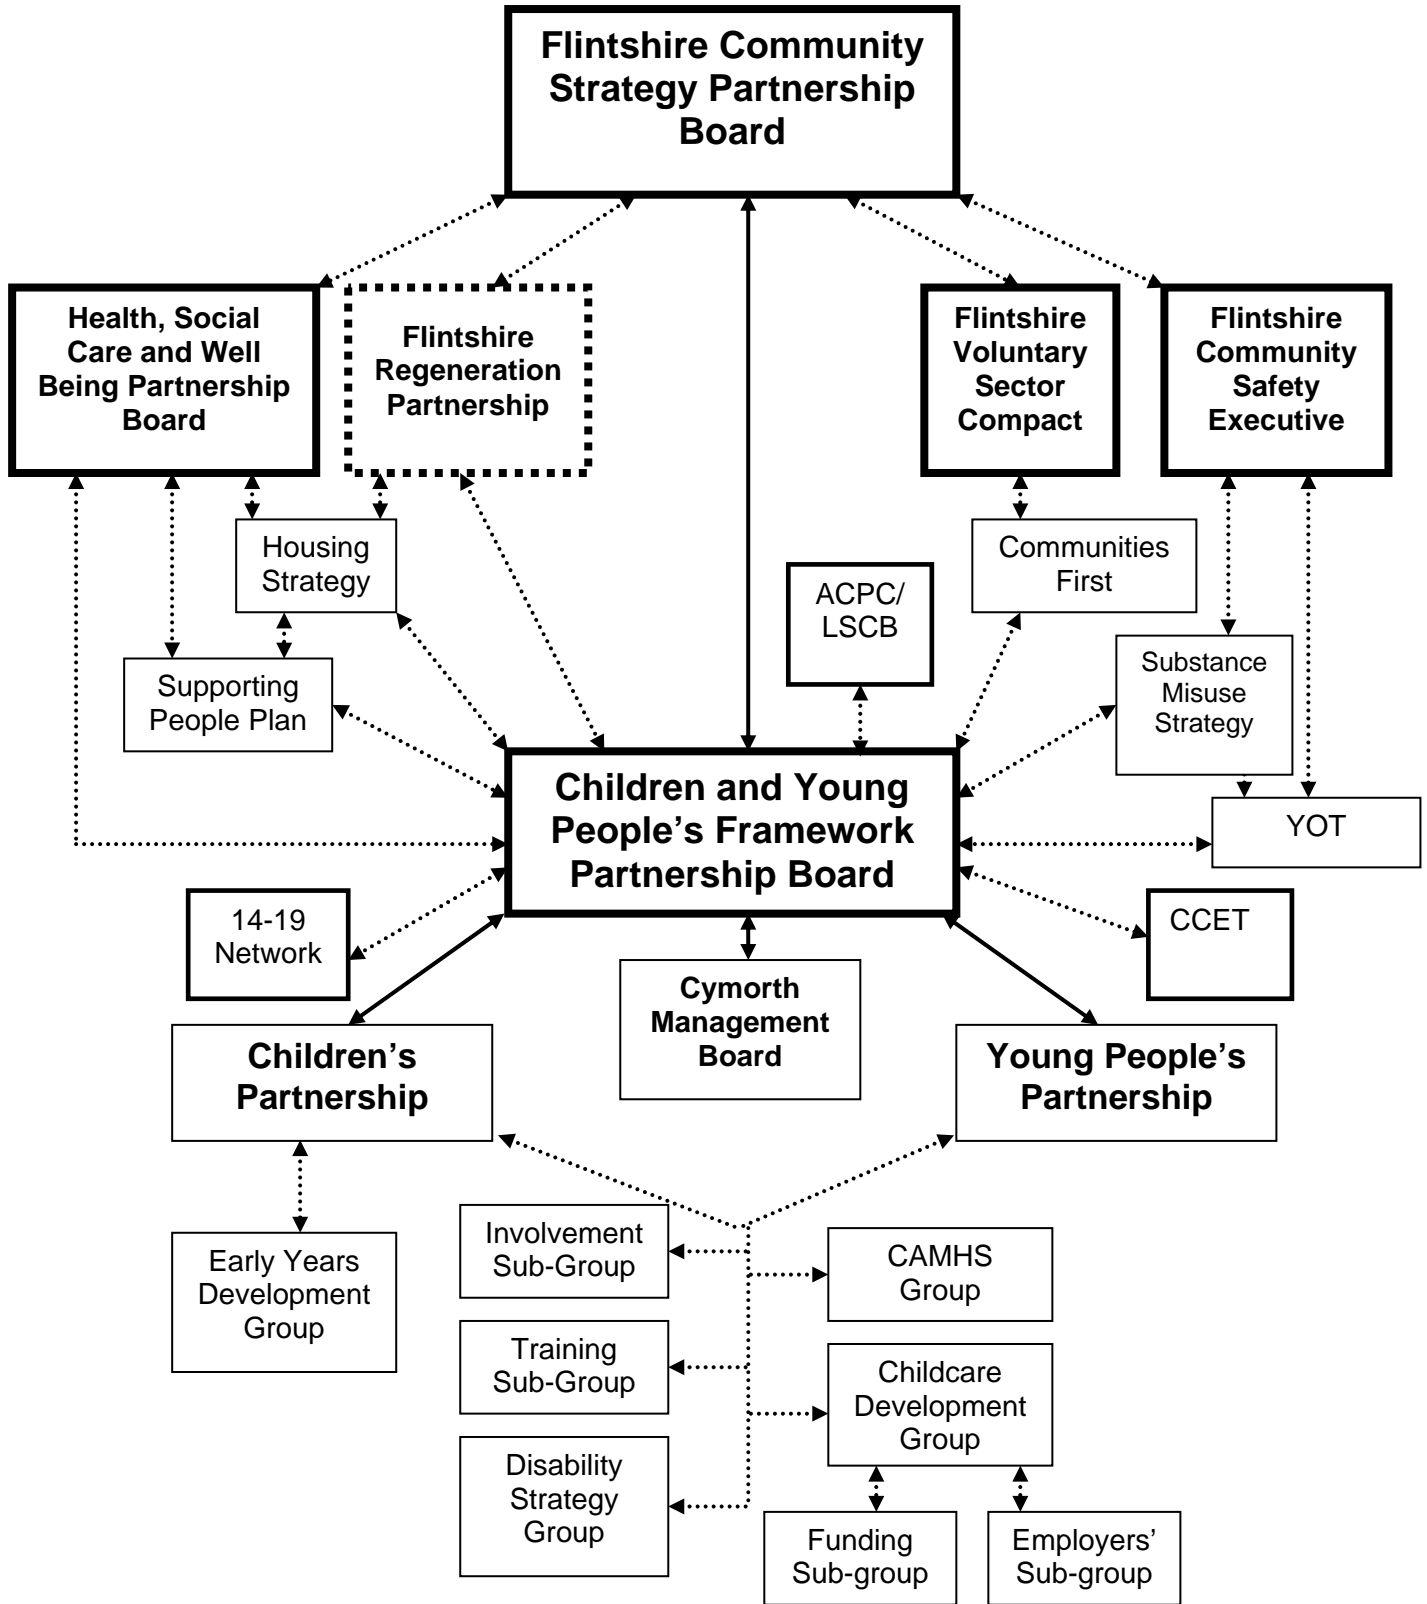 Flintshire Community
Strategy Partnership
Board
Health, Social
Care and Well
Being Partnership
Board
Flintshire
Regeneration
Partnership
Flintshire
Voluntary
Sector
Compact
Flintshire
Community
Safety
Executive
Housing
Strategy
ACPC/
LSCB
Communities
First
Supporting
People Plan
Substance
Misuse
Strategy
Children and Young
People’s Framework
Partnership Board
YOT
14-19
Network
CCET
Cymorth
Management
Board
Children’s
Partnership
Young People’s
Partnership
Early Years
Development
Group
Involvement
Sub-Group
CAMHS
Group
Training
Sub-Group
Childcare
Development
Group
Disability
Strategy
Group
Funding
Sub-group
Employers’
Sub-group